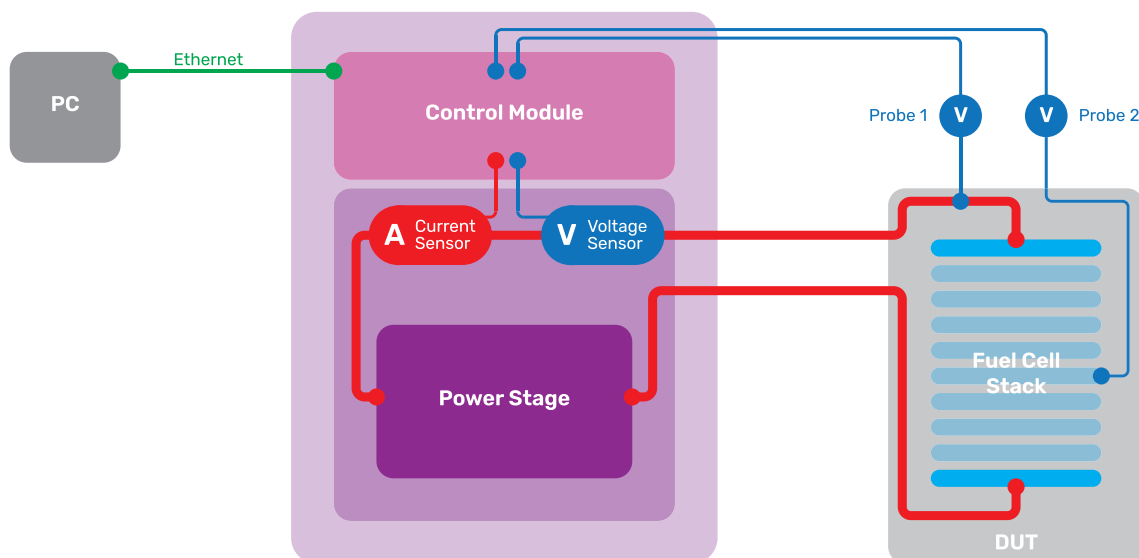 Ethernet
PC
Control Module
Probe 1
V
V
Probe 2
A
Current
Sensor
V
Voltage
Sensor
Fuel Cell
Stack
Power Stage
DUT